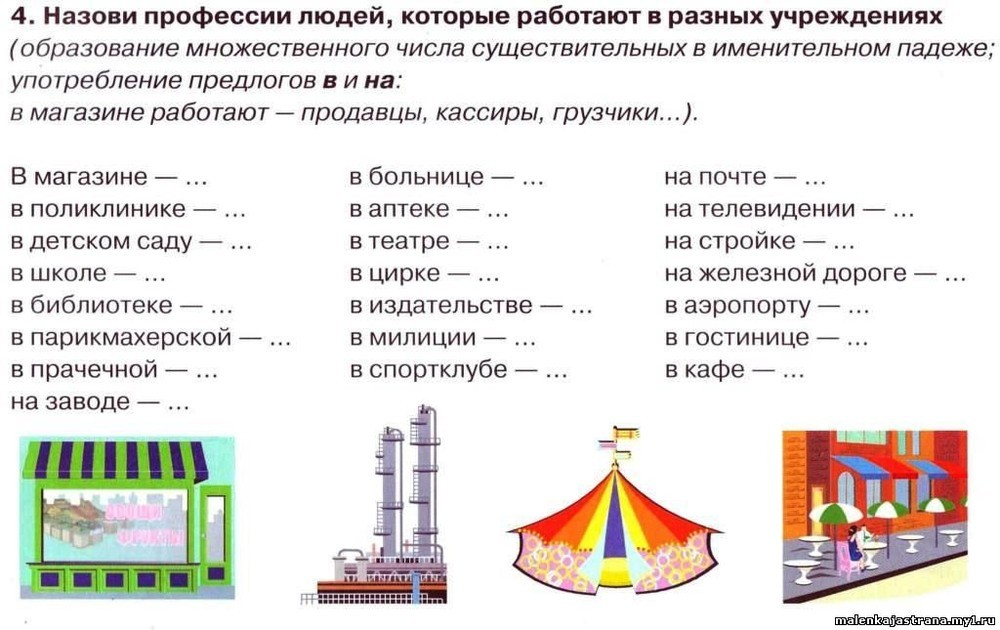 4. Назови профессии людей, которые работают в разных учреждениях
(образование множественного числа существительных в именительном падеже;
употребление предлогов в и на:
в магазине работают — продавцы, кассиры, грузчики...).
В магазине — ...
в поликлинике — ...
в детском саду — ...
в школе — ...
в библиотеке — ...
в парикмахерской — ...
в прачечной — ...
на заводе — ...
в больнице — ...
в аптеке — ...
в театре — ...
в цирке — ...
в издательстве — ...
в милиции — ...
в спортклубе — ...
на почте — ...
на телевидении — ...
на стройке — ...
на железной дороге — ...
в аэропорту — ...
в гостинице — ...
в кафе — ...
ОВОЩИ
ФРУКТЫ
malenkajastrana.my1.ru